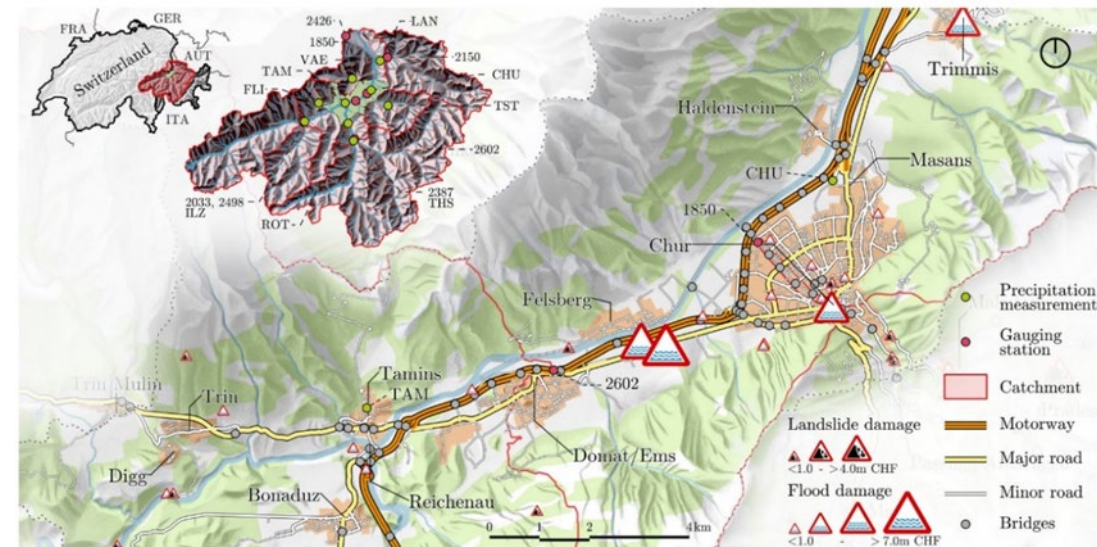 GER
FRA
AUT
Switzerland
ITA
2426
LAN
1850
VAE
2150
TAM
CHU
FLI
TST
2602
2033, 2498
ILZ
2387
THS
ROT
Trimmis
Haldenstein
Masans
CHU
1850
Chur
Felsberg
Tamins
TAM
2602
Trin Mulin
Trin
Digg
Domat/Ems
Bonaduz
Reichenau
0 1 2 4km
Precipitation
measurement
Gauging
station
Catchment
Landslide damage
Motorway
<1.0 - >4.0m CHF
Major road
Flood damage
Minor road
<1.0 - > 7.0m CHF
Bridges